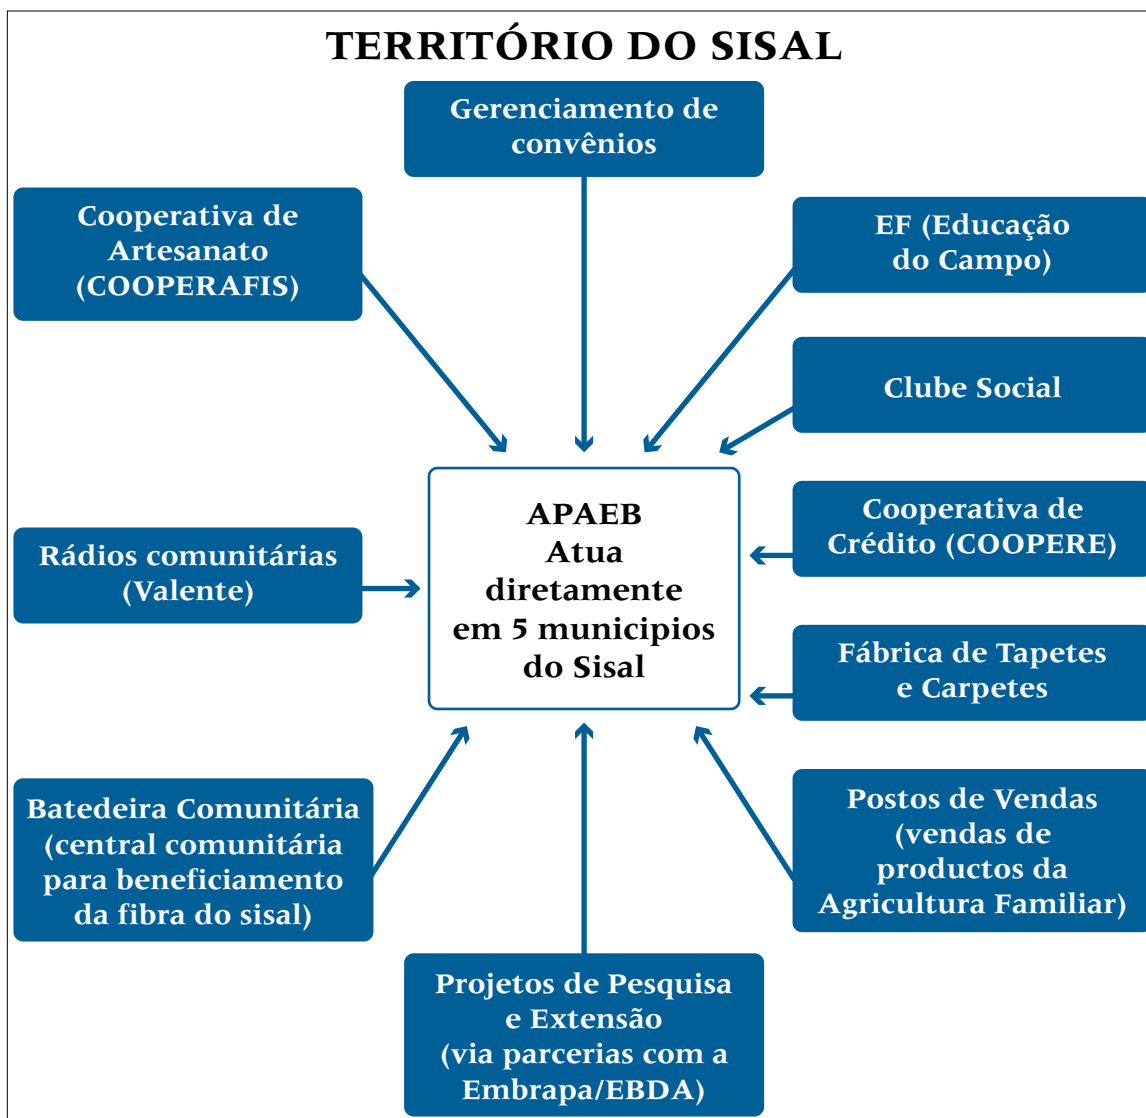 TERRITÓRIO DO SISAL
Gerenciamento de
convênios
Cooperativa de
Artesanato
(COOPERAFIS)
EF (Educação
do Campo)
Clube Social
APAEB
Atua
diretamente
em 5 municipios
do Sisal
Cooperativa de
Crédito (COOPERE)
Rádios comunitárias
(Valente)
Fábrica de Tapetes
e Carpetes
Batedeira Comunitária
(central comunitária
para beneficiamento
da fibra do sisal)
Postos de Vendas
(vendas de
productos da
Agricultura Familiar)
Projetos de Pesquisa
e Extensão
(via parcerias com a
Embrapa/EBDA)